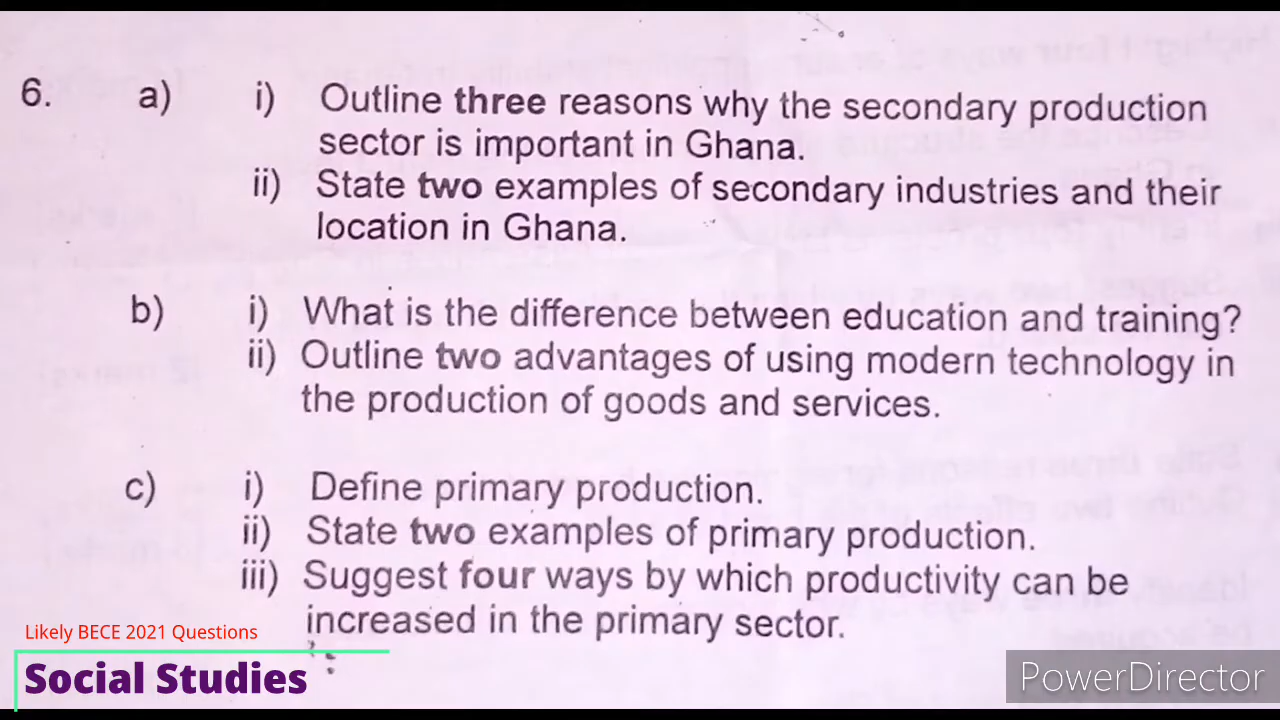 6. a) i) Outline three reasons why the secondary production
sector is important in Ghana.
ii) State two examples of secondary industries and their
location in Ghana.
b) i) What is the difference between education and training?
ii) Outline two advantages of using modern technology in
the production of goods and services.
c) i) Define primary production.
ii) State two examples of primary production.
iii) Suggest four ways by which productivity can be
increased in the primary sector.
Likely BECE 2021 Questions
Social Studies
PowerDirector